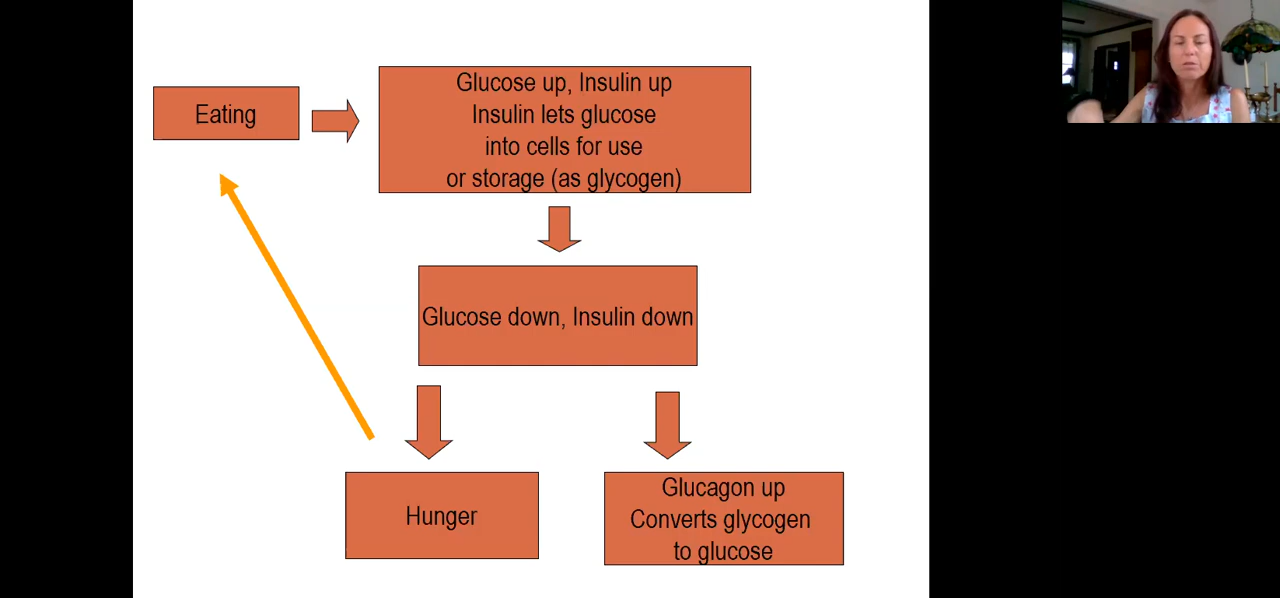 Eating
Glucose up, Insulin up
Insulin lets glucose
into cells for use
or storage (as glycogen)
Glucose down, Insulin down
Hunger
Glucagon up
Converts glycogen
to glucose